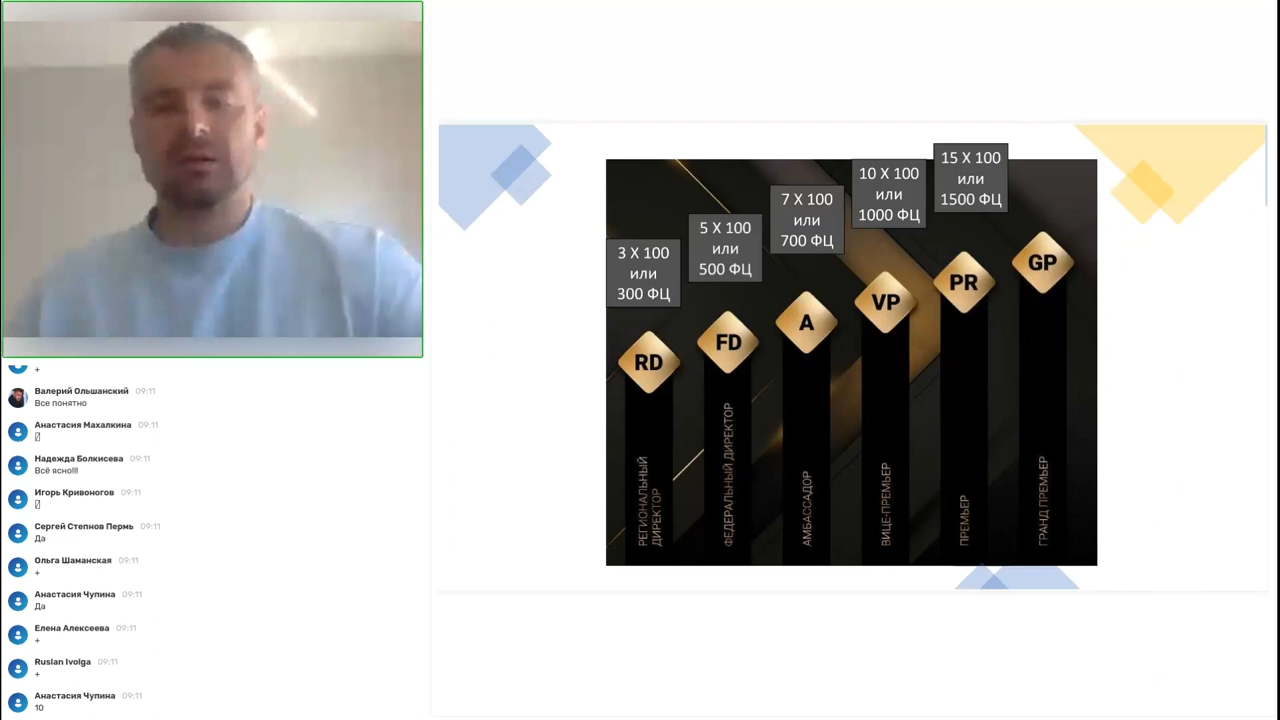 +
Валерий Ольшанский 09:11
Все понятно
Анастасия Махалкина 09:11
Надежда Болкисева 09:11
Всё ясно!!!
Игорь Кривоногов 09:11
Сергей Степнов Пермь 09:11
Да
Ольга Шаманская 09:11
+
Анастасия Чупина 09:11
Да
Елена Алексеева 09:11
+
Ruslan Ivolga 09:11
+
Анастасия Чупина 09:11
10
3 X 100
или
300 ФЦ
5 X 100
или
500 ФЦ
7 X 100
или
700 ФЦ
10 X 100
или
1000 ФЦ
15 X 100
или
1500 ФЦ
RD
FD
A
VP
PR
GP
РЕГИОНАЛЬНЫЙ
ДИРЕКТОР
ФЕДЕРАЛЬНЫЙ ДИРЕКТОР
АМБАССАДОР
ВИЦЕ-ПРЕМЬЕР
ПРЕМЬЕР
ГРАНД ПРЕМЬЕР